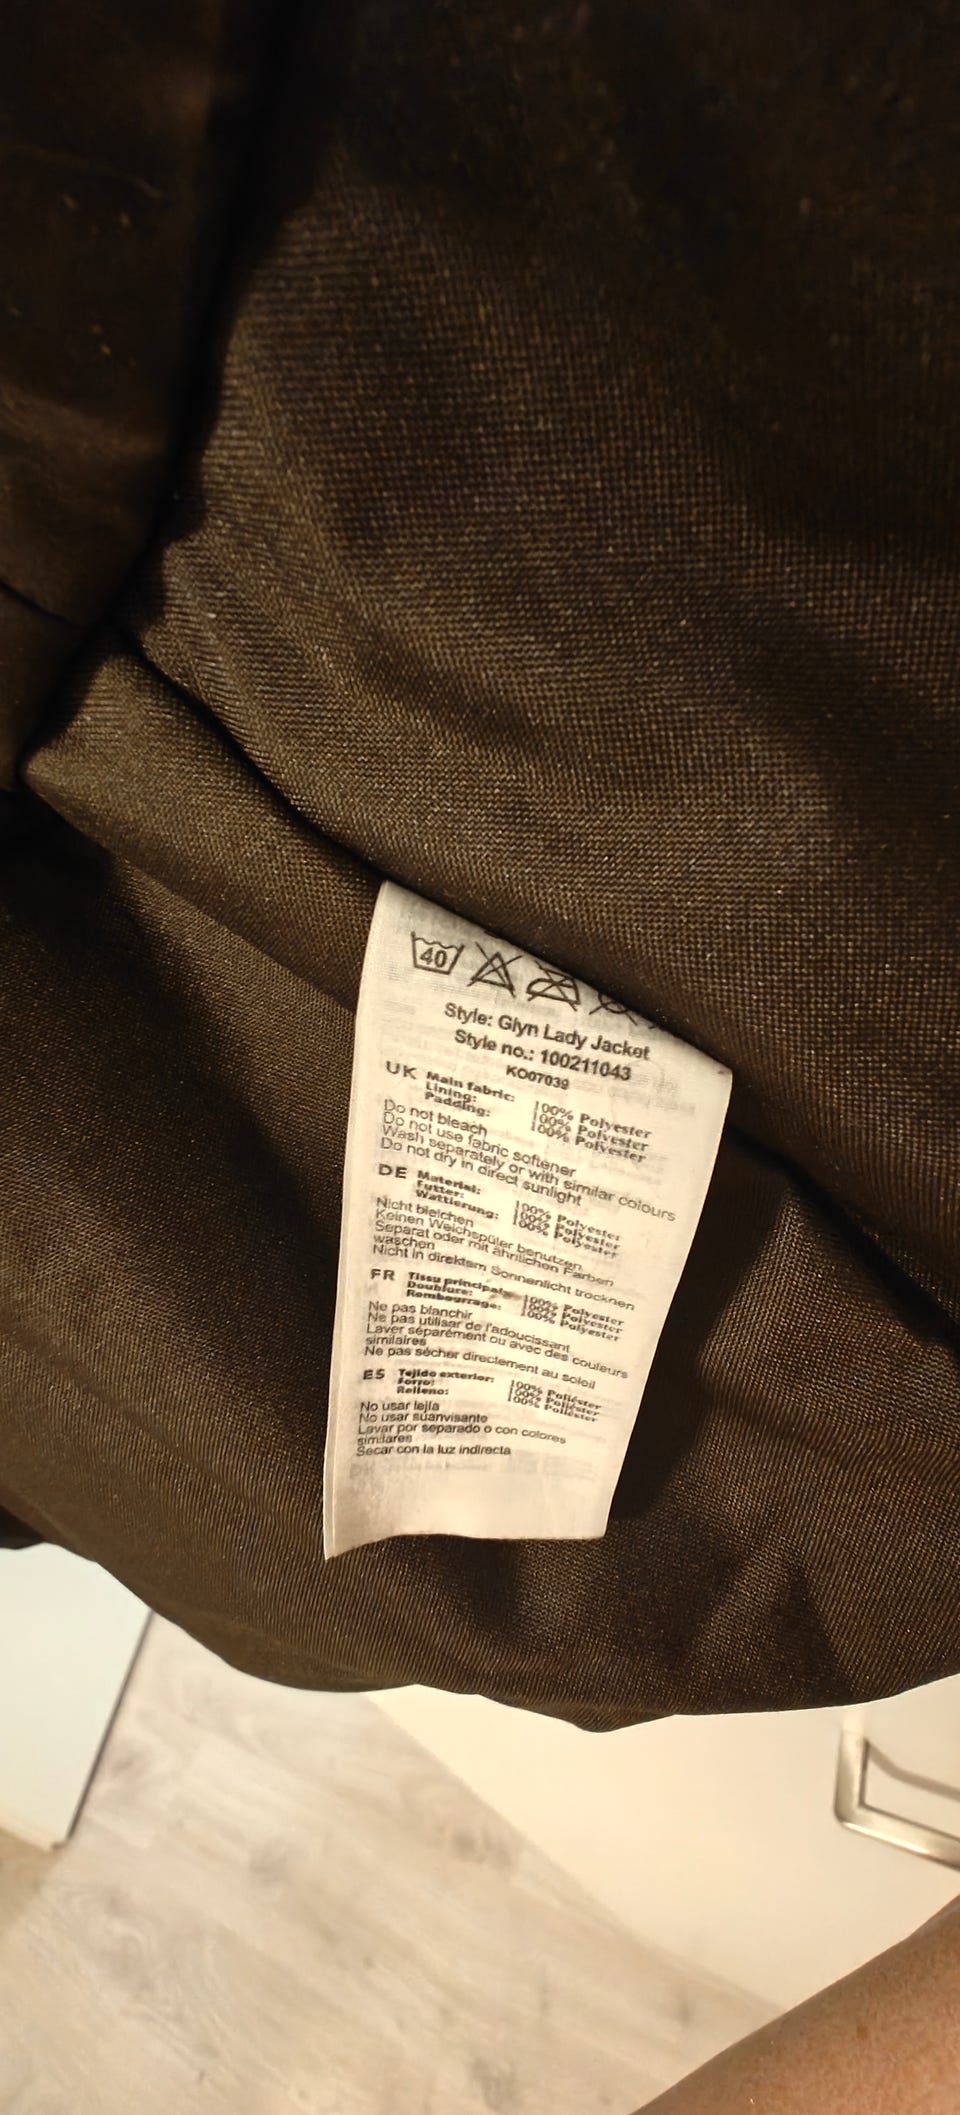 40
Style: Glyn Lady Jacket
Style no.: 100211043
KO07039
UK Main fabric: 100% Polyester
Lining: 100% Polyester
Padding: 100% Polyester
Do not bleach
Do not use fabric softener
Wash separately or with similar colours
Do not dry in direct sunlight
DE Material: 100% Polyester
Futter: 100% Polyester
Wattierung: 100% Polyester
Nicht bleichen
Keinen Weichspüler benutzen
Separat oder mit ähnlichen Farben
waschen
Nicht in direktem Sonnenlicht trocknen
FR Tissu principal: 100% Polyester
Doublure: 100% Polyester
Rembourrage: 100% Polyester
Ne pas blanchir
Ne pas utilisar de l'adoucissant
Laver séparément ou avec des couleurs
similaires
Ne pas sécher directement au soleil
ES Tejido exterior: 100% Poliéster
Forro: 100% Poliéster
Relleno: 100% Poliéster
No usar lejía
No usar suanvisante
Lavar por separado o con colores
similares
Secar con la luz indirecta